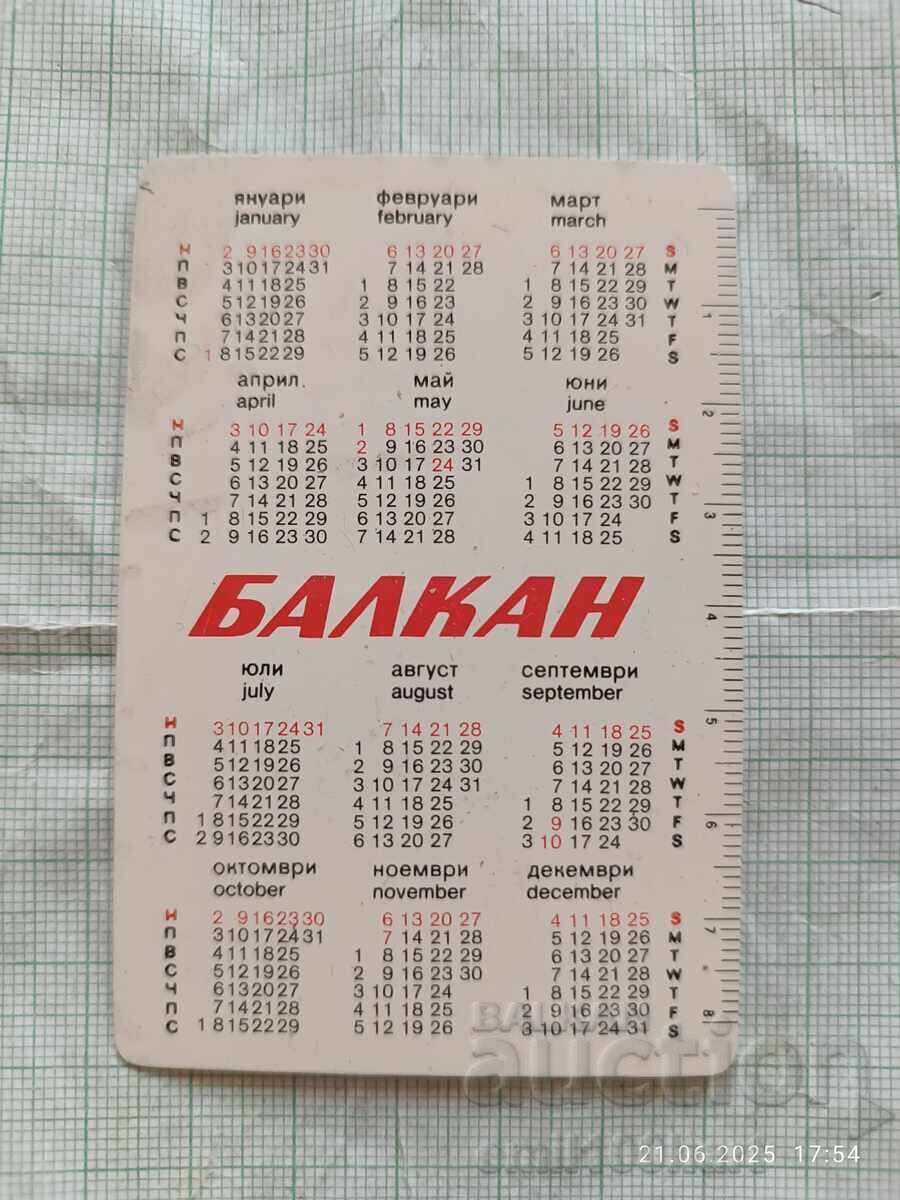 януари февруари март
january february march
Н 2 9 16 23 30 6 13 20 27 6 13 20 27 S
П 3 10 17 24 31 7 14 21 28 7 14 21 28 M
В 4 11 18 25 1 8 15 22 1 8 15 22 29 T
С 5 12 19 26 2 9 16 23 2 9 16 23 30 W
Ч 6 13 20 27 3 10 17 24 3 10 17 24 31 T
П 7 14 21 28 4 11 18 25 4 11 18 25 F
С 1 8 15 22 29 5 12 19 26 5 12 19 26 S
април. май юни
april may june
Н 3 10 17 24 1 8 15 22 29 5 12 19 26 S
П 4 11 18 25 2 9 16 23 30 6 13 20 27 M
В 5 12 19 26 3 10 17 24 31 7 14 21 28 T
С 6 13 20 27 4 11 18 25 1 8 15 22 29 W
Ч 7 14 21 28 5 12 19 26 2 9 16 23 30 T
П 1 8 15 22 29 6 13 20 27 3 10 17 24 F
С 2 9 16 23 30 7 14 21 28 4 11 18 25 S
БАЛКАН
юли август септември
july august september
Н 3 10 17 24 31 7 14 21 28 4 11 18 25 S
П 4 11 18 25 1 8 15 22 29 5 12 19 26 M
В 5 12 19 26 2 9 16 23 30 6 13 20 27 T
С 6 13 20 27 3 10 17 24 31 7 14 21 28 W
Ч 7 14 21 28 4 11 18 25 1 8 15 22 29 T
П 1 8 15 22 29 5 12 19 26 2 9 16 23 30 F
С 2 9 16 23 30 6 13 20 27 3 10 17 24 S
октомври ноември декември
october november december
Н 2 9 16 23 30 6 13 20 27 4 11 18 25 S
П 3 10 17 24 31 7 14 21 28 5 12 19 26 M
В 4 11 18 25 1 8 15 22 29 6 13 20 27 T
С 5 12 19 26 2 9 16 23 30 7 14 21 28 W
Ч 6 13 20 27 3 10 17 24 1 8 15 22 29 T
П 7 14 21 28 4 11 18 25 2 9 16 23 30 F
С 1 8 15 22 29 5 12 19 26 3 10 17 24 31 S
1
2
3
4
5
6
7
8
auction
21.06.2025 17:54